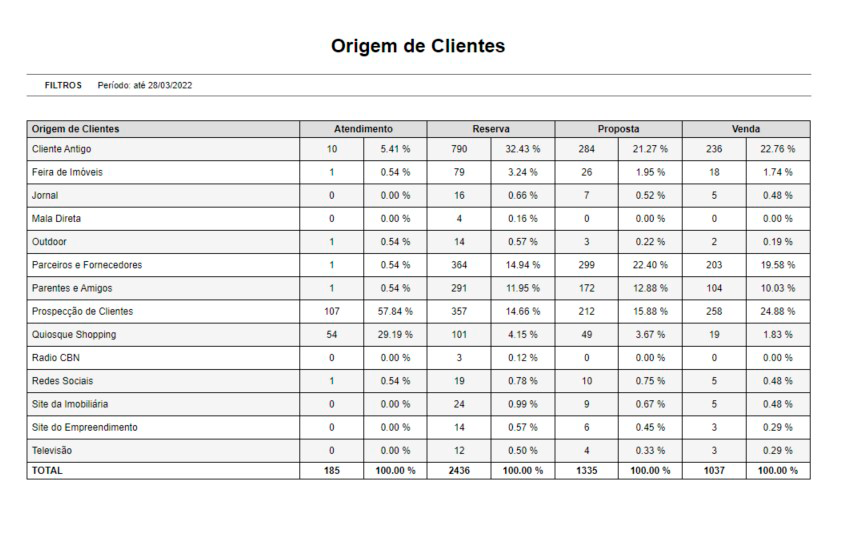 Origem de Clientes
FILTROS Período: até 28/03/2022
Origem de Clientes Atendimento Reserva Proposta Venda
Cliente Antigo 10 5.41 % 790 32.43 % 284 21.27 % 236 22.76 %
Feira de Imóveis 1 0.54 % 79 3.24 % 26 1.95 % 18 1.74 %
Jornal 0 0.00 % 16 0.66 % 7 0.52 % 5 0.48 %
Mala Direta 0 0.00 % 4 0.16 % 0 0.00 % 0 0.00 %
Outdoor 1 0.54 % 14 0.57 % 3 0.22 % 2 0.19 %
Parceiros e Fornecedores 1 0.54 % 364 14.94 % 299 22.40 % 203 19.58 %
Parentes e Amigos 1 0.54 % 291 11.95 % 172 12.88 % 104 10.03 %
Prospecção de Clientes 107 57.84 % 357 14.66 % 212 15.88 % 258 24.88 %
Quiosque Shopping 54 29.19 % 101 4.15 % 49 3.67 % 19 1.83 %
Radio CBN 0 0.00 % 3 0.12 % 0 0.00 % 0 0.00 %
Redes Sociais 1 0.54 % 19 0.78 % 10 0.75 % 5 0.48 %
Site da Imobiliária 0 0.00 % 24 0.99 % 9 0.67 % 5 0.48 %
Site do Empreendimento 0 0.00 % 14 0.57 % 6 0.45 % 3 0.29 %
Televisão 0 0.00 % 12 0.50 % 4 0.33 % 3 0.29 %
TOTAL 185 100.00 % 2436 100.00 % 1335 100.00 % 1037 100.00 %